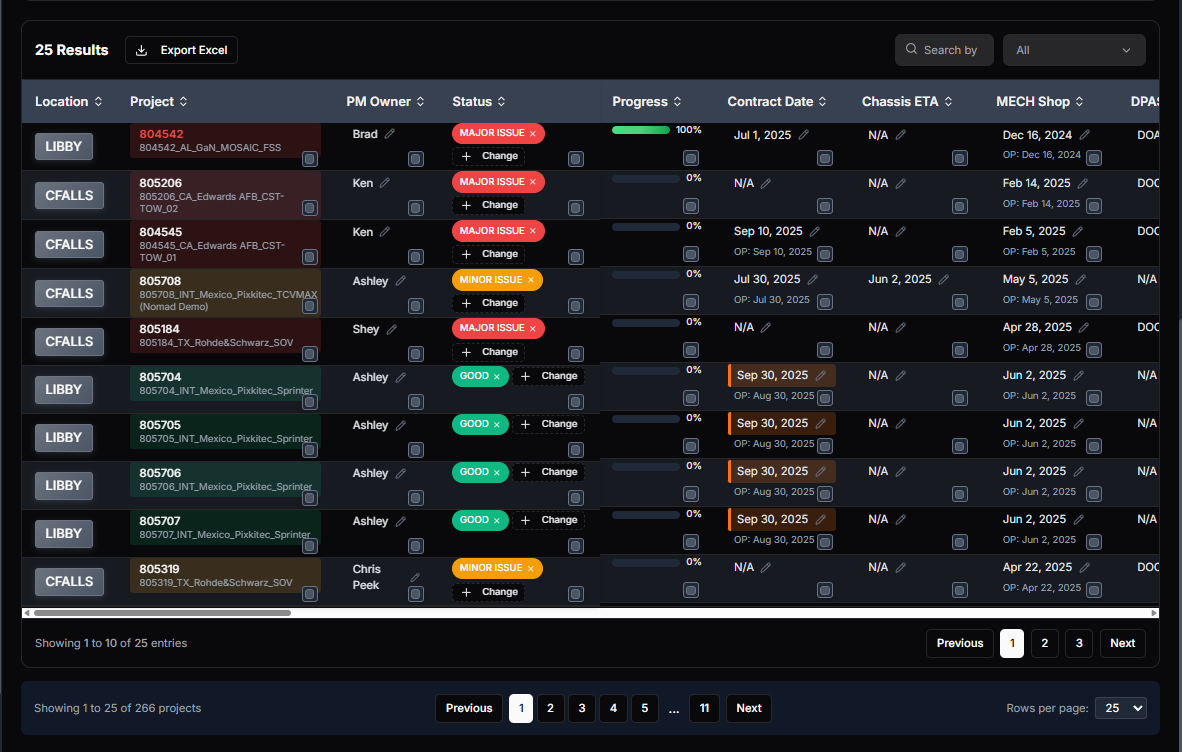 25 Results
Export Excel
Search by
All
Location
Project
PM Owner
Status
Progress
Contract Date
Chassis ETA
MECH Shop
DPAS
LIBBY
804542
804542_AL_GaN_MOSAIC_FSS
Brad
MAJOR ISSUE ×
+ Change
100%
Jul 1, 2025
N/A
Dec 16, 2024
OP: Dec 16, 2024
DOA
CFALLS
805206
805206_CA_Edwards AFB_CST-
TOW_02
Ken
MAJOR ISSUE ×
+ Change
0%
N/A
N/A
Feb 14, 2025
OP: Feb 14, 2025
DOC
CFALLS
804545
804545_CA_Edwards AFB_CST-
TOW_01
Ken
MAJOR ISSUE ×
+ Change
0%
Sep 10, 2025
OP: Sep 10, 2025
N/A
Feb 5, 2025
OP: Feb 5, 2025
DOC
CFALLS
805708
805708_INT_Mexico_Pixkitec_TCVMAX
(Nomad Demo)
Ashley
MINOR ISSUE ×
+ Change
0%
Jul 30, 2025
OP: Jul 30, 2025
Jun 2, 2025
May 5, 2025
OP: May 5, 2025
N/A
CFALLS
805184
805184_TX_Rohde&Schwarz_SOV
Shey
MAJOR ISSUE ×
+ Change
0%
N/A
N/A
Apr 28, 2025
OP: Apr 28, 2025
DOC
LIBBY
805704
805704_INT_Mexico_Pixkitec_Sprinter
Ashley
GOOD ×
+ Change
0%
Sep 30, 2025
OP: Aug 30, 2025
N/A
Jun 2, 2025
OP: Jun 2, 2025
N/A
LIBBY
805705
805705_INT_Mexico_Pixkitec_Sprinter
Ashley
GOOD ×
+ Change
0%
Sep 30, 2025
OP: Aug 30, 2025
N/A
Jun 2, 2025
OP: Jun 2, 2025
N/A
LIBBY
805706
805706_INT_Mexico_Pixkitec_Sprinter
Ashley
GOOD ×
+ Change
0%
Sep 30, 2025
OP: Aug 30, 2025
N/A
Jun 2, 2025
OP: Jun 2, 2025
N/A
LIBBY
805707
805707_INT_Mexico_Pixkitec_Sprinter
Ashley
GOOD ×
+ Change
0%
Sep 30, 2025
OP: Aug 30, 2025
N/A
Jun 2, 2025
OP: Jun 2, 2025
N/A
CFALLS
805319
805319_TX_Rohde&Schwarz_SOV
Chris
Peek
MINOR ISSUE ×
+ Change
0%
N/A
N/A
Apr 22, 2025
OP: Apr 22, 2025
DOC
Showing 1 to 10 of 25 entries
Previous 1 2 3 Next
Showing 1 to 25 of 266 projects
Previous 1 2 3 4 5 ... 11 Next
Rows per page: 25